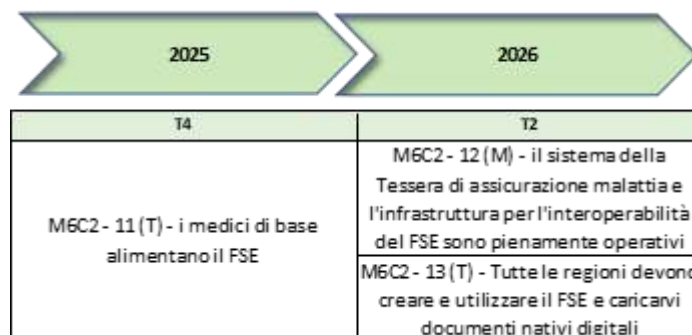 2025
2026
T4
T2
M6C2 - 11 (T) - i medici di base
alimentano il FSE
M6C2 - 12 (M) - il sistema della
Tessera di assicurazione malattia e
l'infrastruttura per l'interoperabilità
del FSE sono pienamente operativi
M6C2 - 13 (T) - Tutte le regioni devono
creare e utilizzare il FSE e caricarvi
documenti nativi digitali